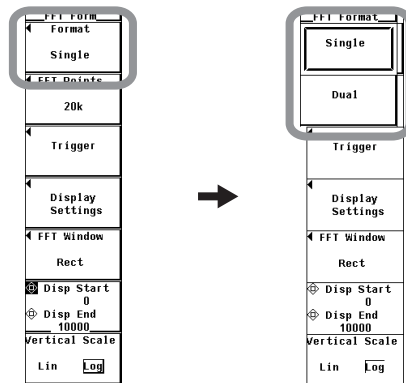 FFT Form
Format
Single
FFT Points
20k
Trigger
Display
Settings
FFT Window
Rect
Disp Start
0
Disp End
10000
Vertical Scale
Lin Log
FFT Format
Single
Dual
Trigger
Display
Settings
FFT Window
Rect
Disp Start
0
Disp End
10000
Vertical Scale
Lin Log